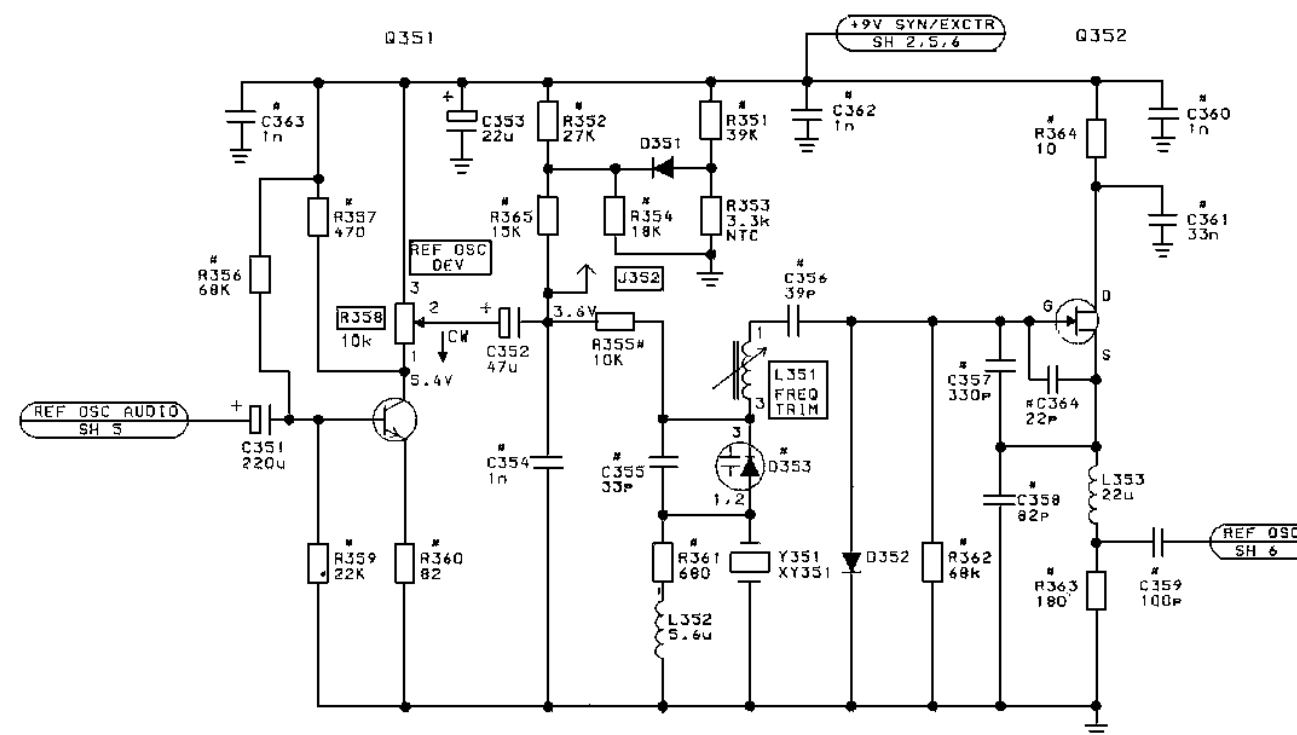 Q351
+9V SYN/EXCTR
SH 2,5,6
Q352
#
C363
1n
+
C353
22u
#
R352
27K
#
R351
39K
#
C362
1n
#
R364
10
#
C360
1n
D351
#
R357
470
#
R365
15K
#
R354
18K
R353
3.3k
NTC
#
C361
33n
#
R356
68K
REF OSC
DEV
J352
#
C356
39p
3
2
R358
10k
+
C352
47u
CW
1
5.4V
3.6V
R355#
10K
1
L351
FREQ
TRIM
3
G
D
S
#
C357
330p
#C364
22p
REF OSC AUDIO
SH 5
+
C351
220u
#
C354
1n
#
C355
33p
3
#
D353
1,2
#
C358
82p
L353
22u
#
R359
22K
#
R360
82
#
R361
680
Y351
XY351
D352
#
R362
68k
#
R363
180
#
C359
100p
REF OSC
SH 6
L352
5.6u